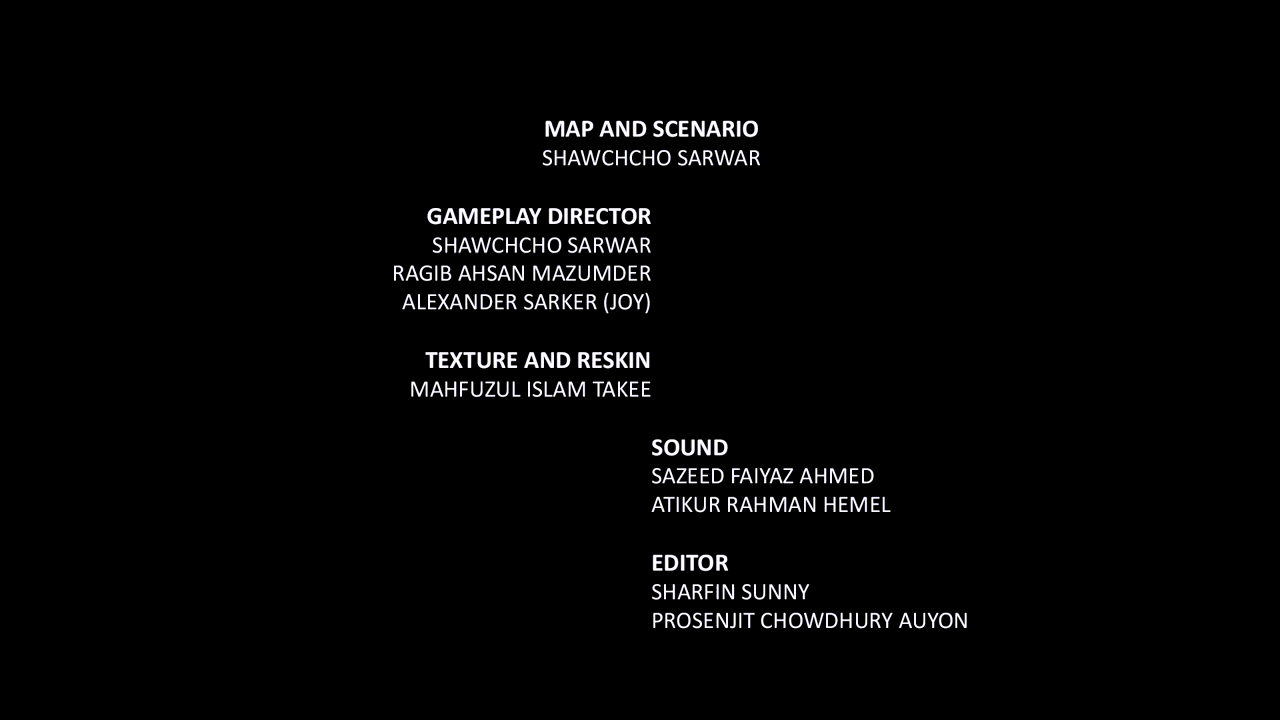 MAP AND SCENARIO
SHAWCHCHO SARWAR
GAMEPLAY DIRECTOR
SHAWCHCHO SARWAR
RAGIB AHSAN MAZUMDER
ALEXANDER SARKER (JOY)
TEXTURE AND RESKIN
MAHFUZUL ISLAM TAKEE
SOUND
SAZEED FAIYAZ AHMED
ATIKUR RAHMAN HEMEL
EDITOR
SHARFIN SUNNY
PROSENJIT CHOWDHURY AUYON